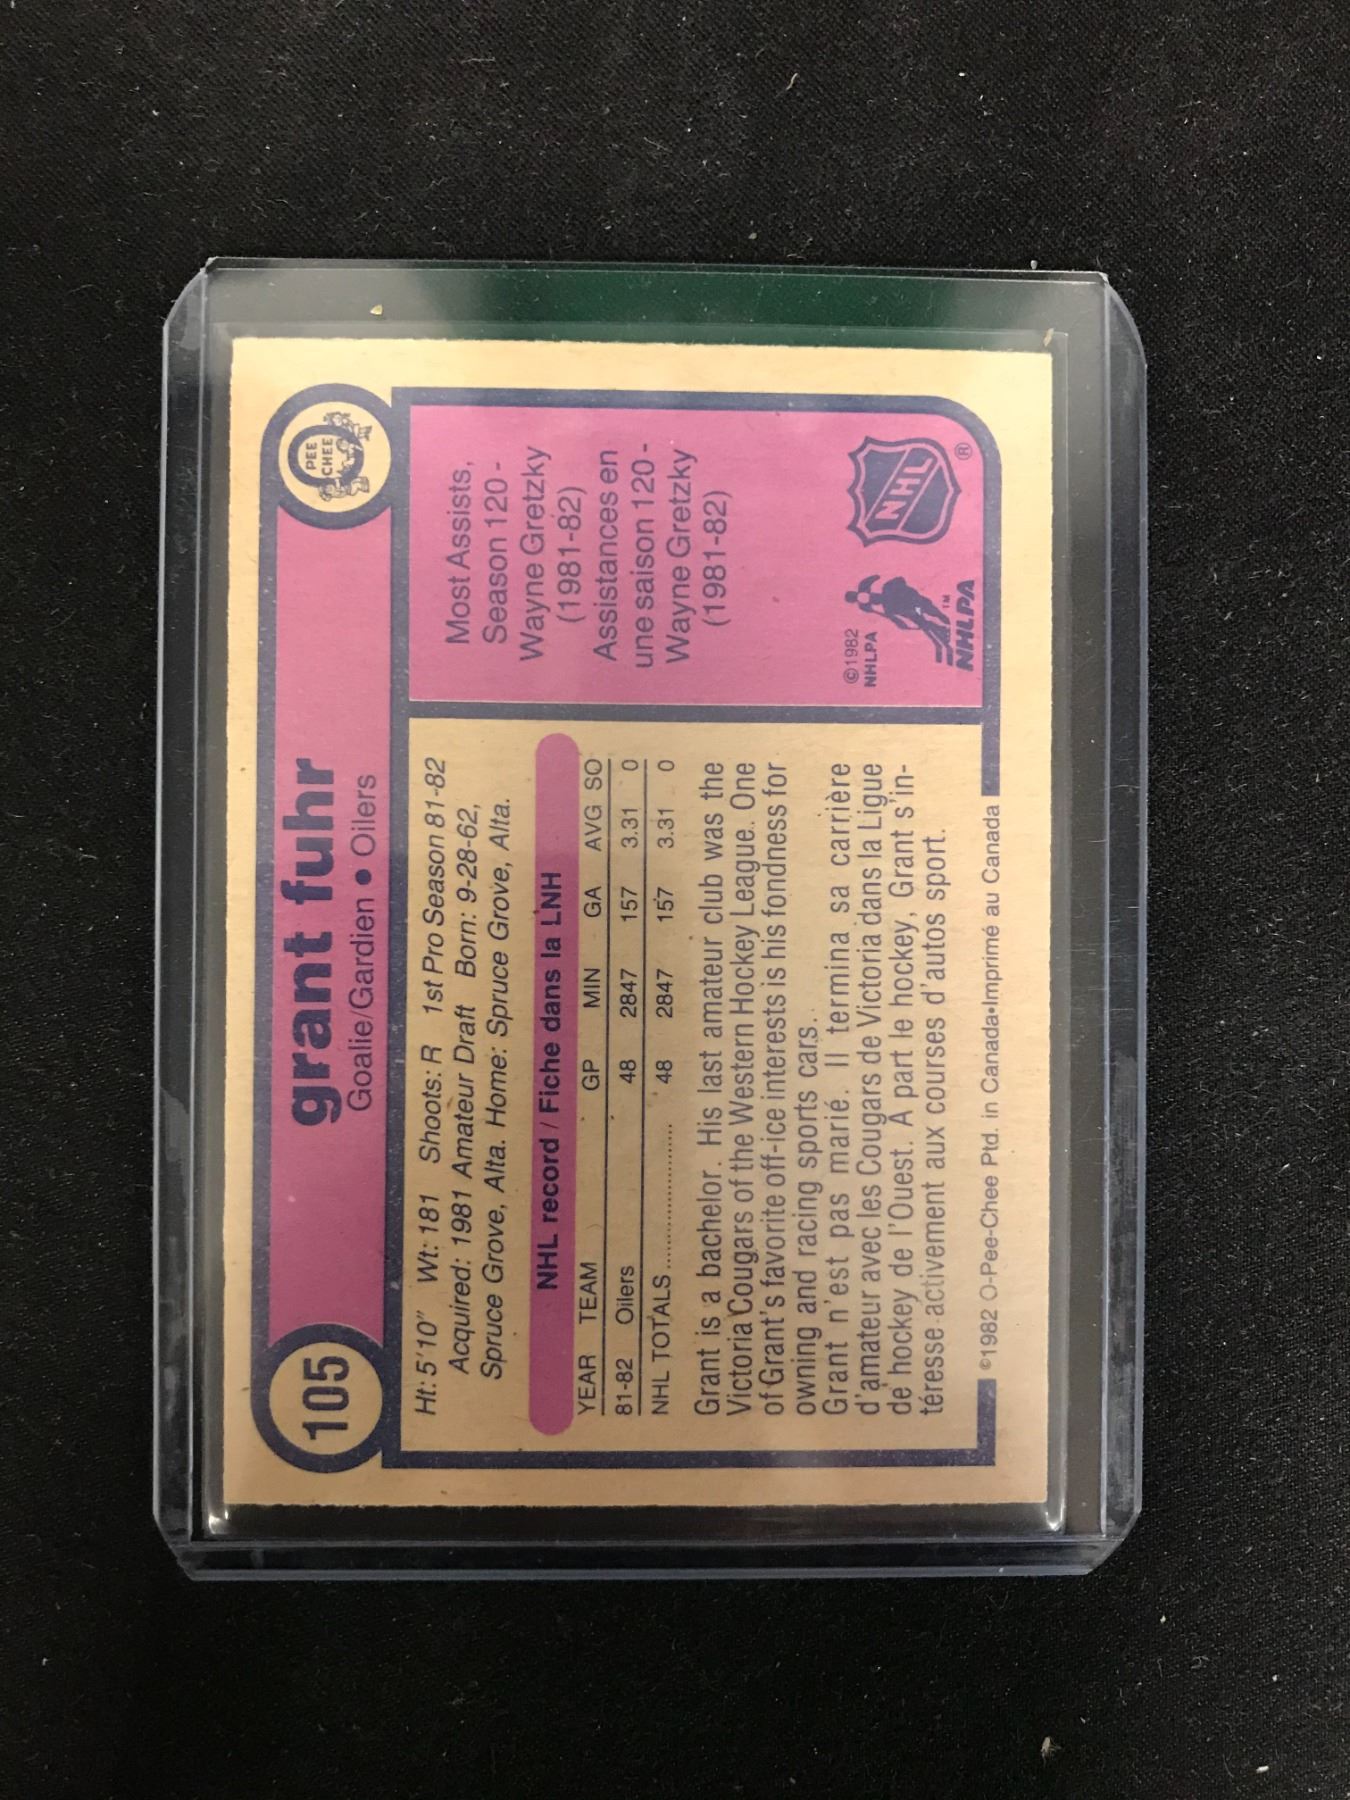 105
grant fuhr
Goalie/Gardien • Oilers
PEE
CHEE
Ht: 5'10" Wt: 181 Shoots: R 1st Pro Season 81-82
Acquired: 1981 Amateur Draft Born: 9-28-62,
Spruce Grove, Alta. Home: Spruce Grove, Alta.
NHL record / Fiche dans la LNH
YEAR TEAM GP MIN GA AVG SO
81-82 Oilers 48 2847 157 3.31 0
NHL TOTALS .................... 48 2847 157 3.31 0
Grant is a bachelor. His last amateur club was the
Victoria Cougars of the Western Hockey League. One
of Grant's favorite off-ice interests is his fondness for
owning and racing sports cars.
Grant n'est pas marié. Il termina sa carrière
d'amateur avec les Cougars de Victoria dans la Ligue
de hockey de l'Ouest. À part le hockey, Grant s'in-
téresse activement aux courses d'autos sport.
Most Assists,
Season 120 -
Wayne Gretzky
(1981-82)
Assistances en
une saison 120 -
Wayne Gretzky
(1981-82)
©1982
NHLPA
NHLPA TM
NHL ®
©1982 O-Pee-Chee Ptd. in Canada•Imprimé au Canada